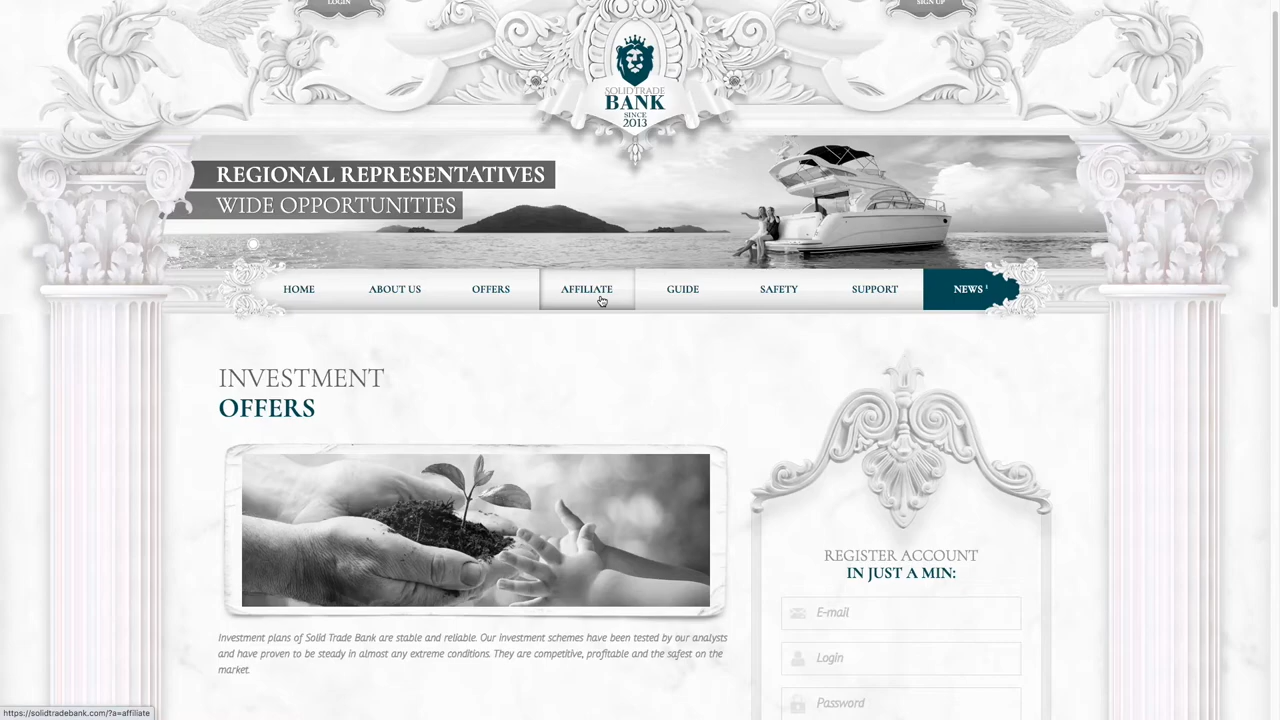 LOGIN
SIGN UP
SOLIDTRADE
BANK
SINCE
2013
REGIONAL REPRESENTATIVES
WIDE OPPORTUNITIES
HOME
ABOUT US
OFFERS
AFFILIATE
GUIDE
SAFETY
SUPPORT
NEWS 1
INVESTMENT
OFFERS
Investment plans of Solid Trade Bank are stable and reliable. Our investment schemes have been tested by our analysts
and have proven to be steady in almost any extreme conditions. They are competitive, profitable and the safest on the
market.
REGISTER ACCOUNT
IN JUST A MIN:
E-mail
Login
Password
https://solidtradebank.com/?a=affiliate